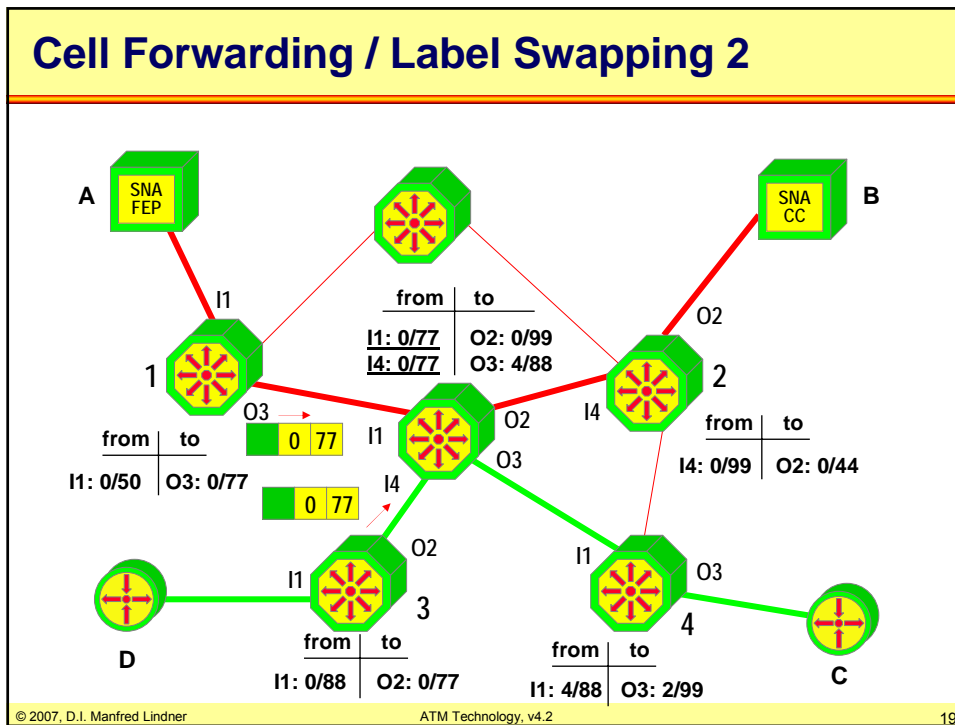 Cell Forwarding / Label Swapping 2
A
SNA
FEP
SNA
CC
B
I1
from to
I1: 0/77 O2: 0/99
I4: 0/77 O3: 4/88
O2
1
2
O3
0 77
I1
O2
I4
O3
from to
I1: 0/50 O3: 0/77
from to
I4: 0/99 O2: 0/44
0 77
I4
O2
I1
I1
O3
3
4
D
C
from to
I1: 0/88 O2: 0/77
from to
I1: 4/88 O3: 2/99
© 2007, D.I. Manfred Lindner ATM Technology, v4.2 19